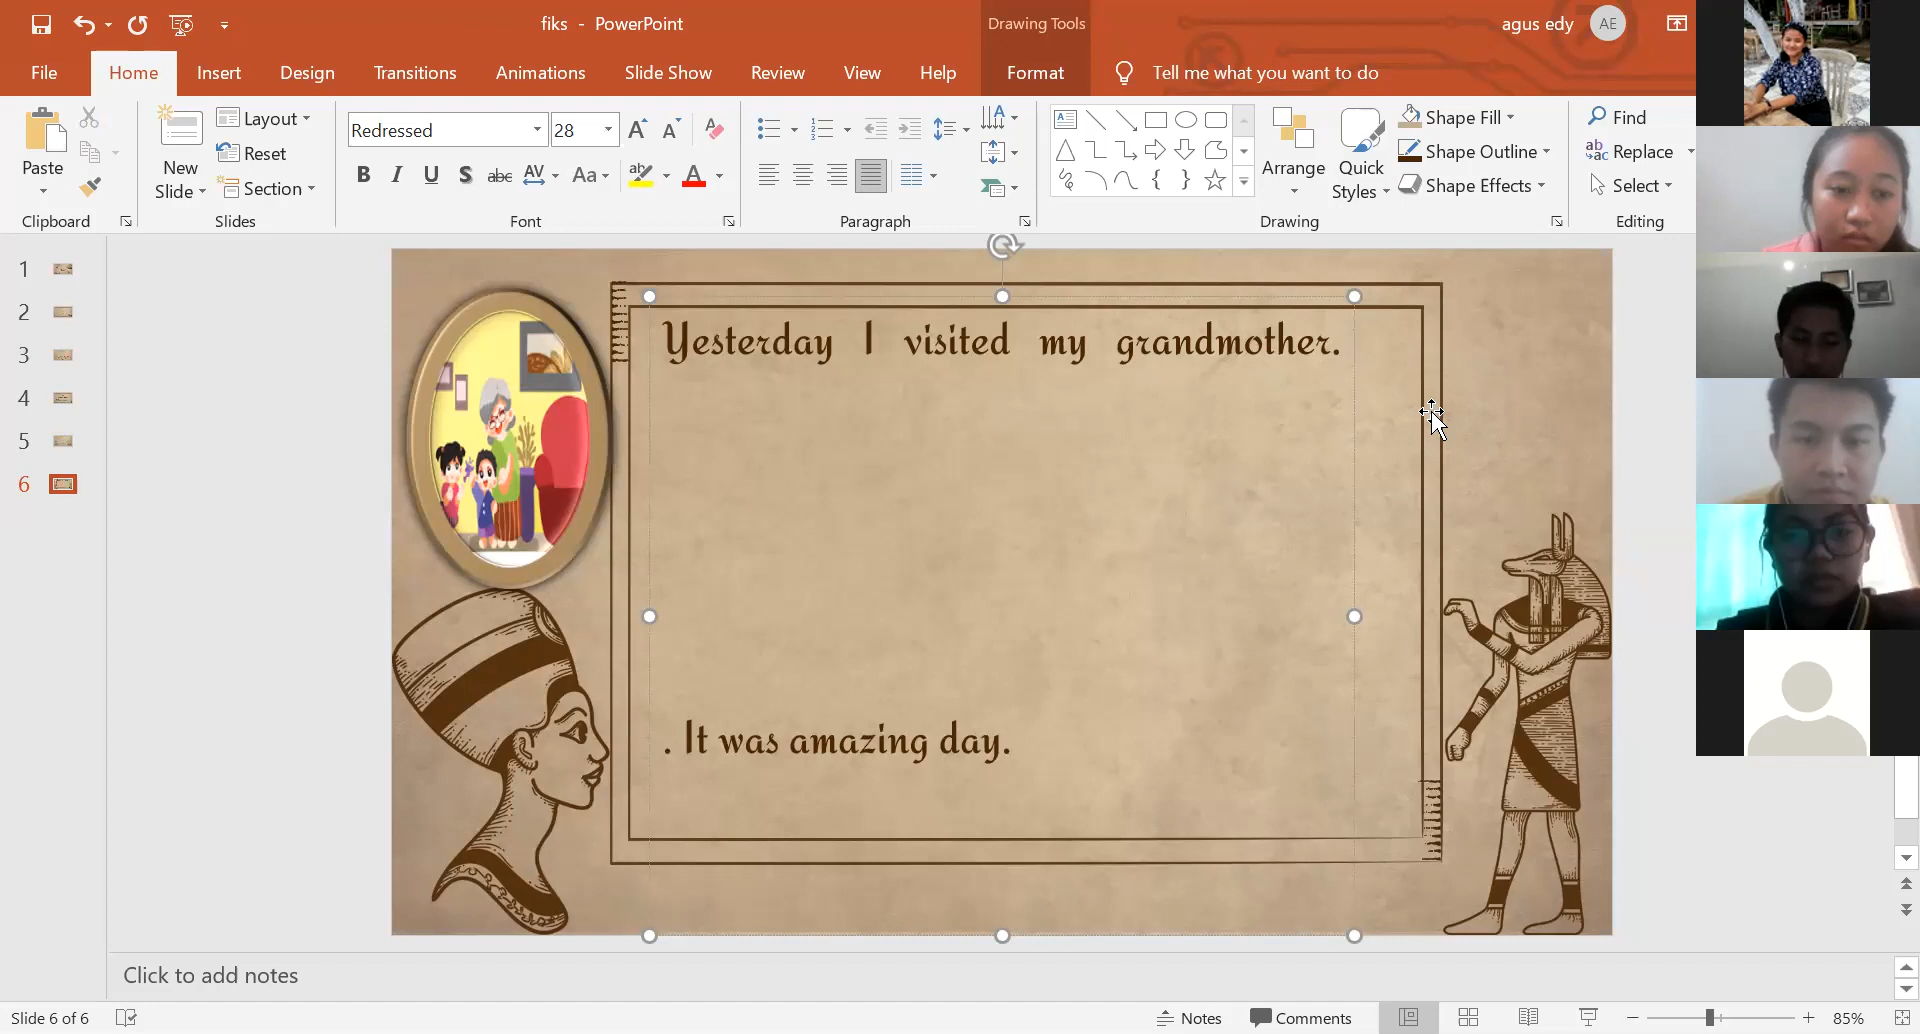 fiks - PowerPoint
Drawing Tools
agus edy
AE
File
Home
Insert
Design
Transitions
Animations
Slide Show
Review
View
Help
Format
Tell me what you want to do
Paste
New Slide
Layout
Reset
Section
Redressed
28
B I U S abc AV Aa
Arrange
Quick Styles
Shape Fill
Shape Outline
Shape Effects
Find
Replace
Select
Clipboard
Slides
Font
Paragraph
Drawing
Editing
1
2
3
4
5
6
Yesterday I visited my grandmother.
. It was amazing day.
Click to add notes
Slide 6 of 6
Notes
Comments
85%